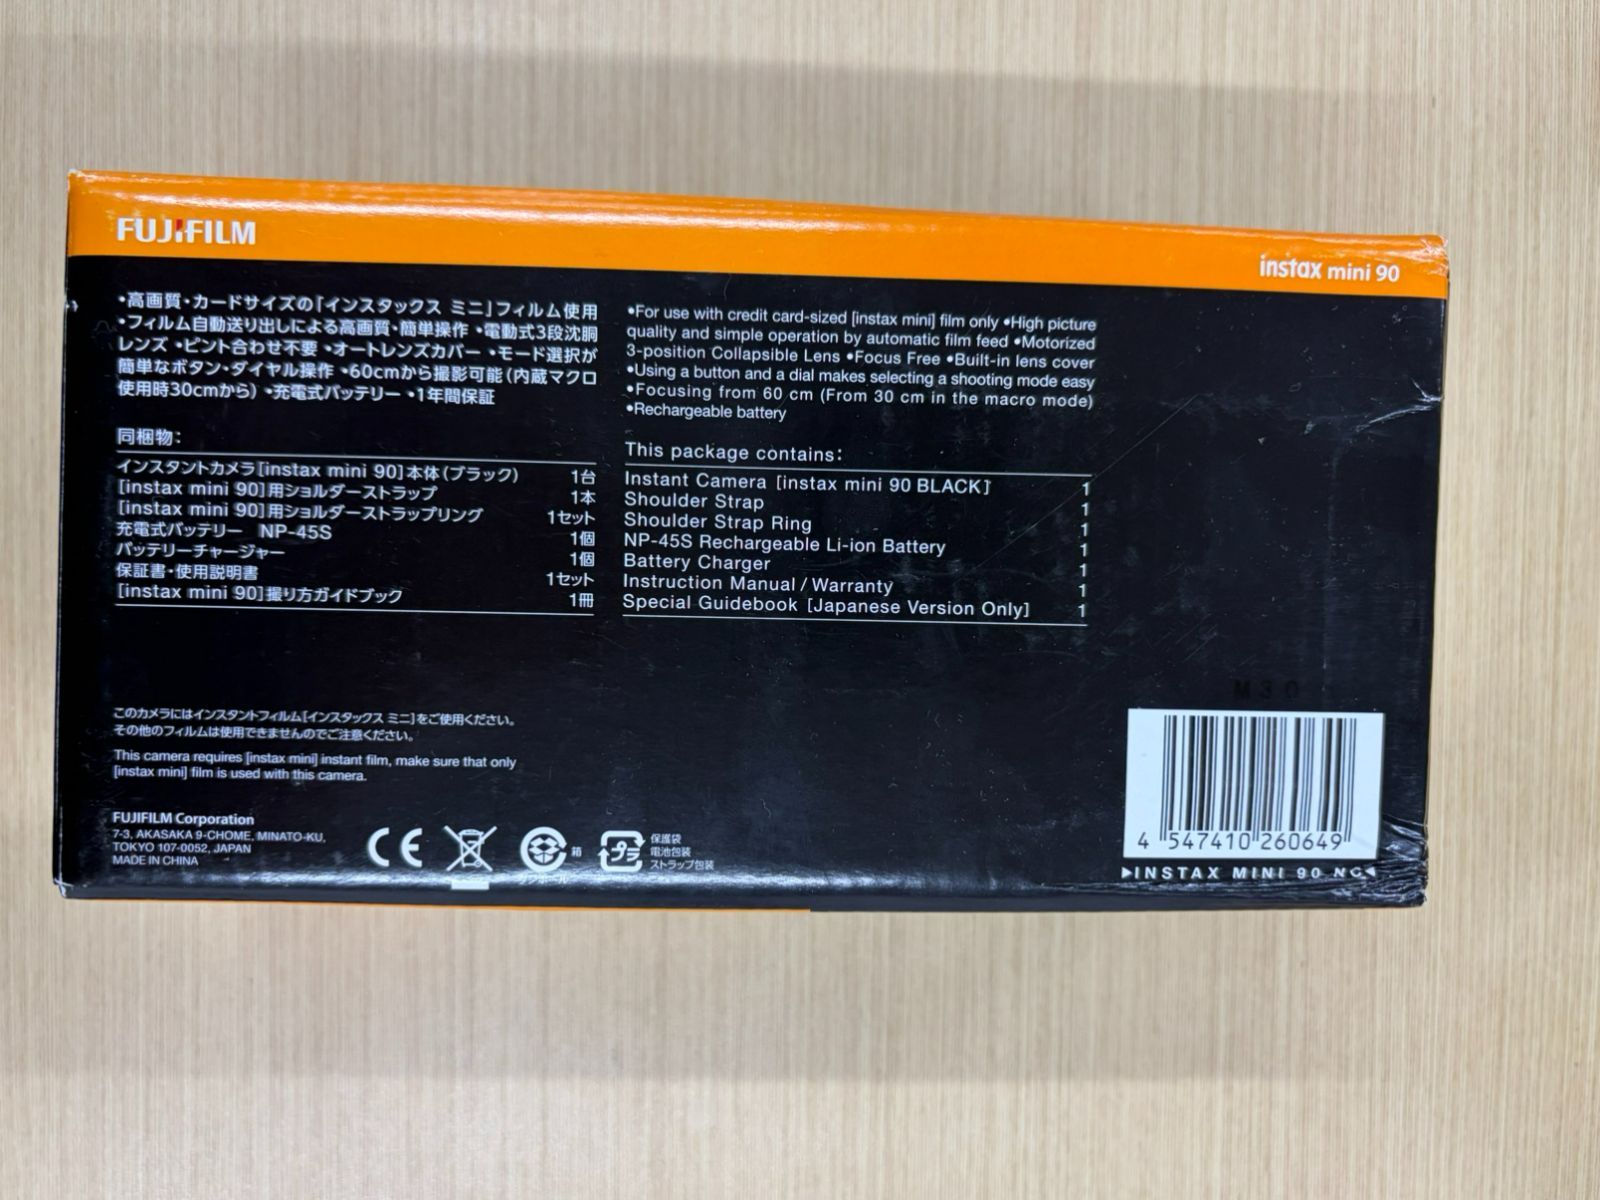 FUJIFILM
instax mini 90
•高画質・カードサイズの「インスタックス ミニ」フィルム使用
•フィルム自動送り出しによる高画質・簡単操作 •電動式3段沈胴
レンズ •ピント合わせ不要 •オートレンズカバー •モード選択が
簡単なボタン・ダイヤル操作 •60cmから撮影可能(内蔵マクロ
使用時30cmから) •充電式バッテリー •1年間保証
同梱物:
インスタントカメラ[instax mini 90]本体(ブラック) 1台
[instax mini 90]用ショルダーストラップ 1本
[instax mini 90]用ショルダーストラップリング 1セット
充電式バッテリー NP-45S 1個
バッテリーチャージャー 1個
保証書・使用説明書 1セット
[instax mini 90]撮り方ガイドブック 1冊
•For use with credit card-sized [instax mini] film only •High picture
quality and simple operation by automatic film feed •Motorized
3-position Collapsible Lens •Focus Free •Built-in lens cover
•Using a button and a dial makes selecting a shooting mode easy
•Focusing from 60 cm (From 30 cm in the macro mode)
•Rechargeable battery
This package contains:
Instant Camera [instax mini 90 BLACK] 1
Shoulder Strap 1
Shoulder Strap Ring 1
NP-45S Rechargeable Li-ion Battery 1
Battery Charger 1
Instruction Manual / Warranty 1
Special Guidebook [Japanese Version Only] 1
このカメラにはインスタントフィルム[インスタックス ミニ]をご使用ください。
その他のフィルムは使用できませんのでご注意ください。
This camera requires [instax mini] instant film, make sure that only
[instax mini] film is used with this camera.
FUJIFILM Corporation
7-3, AKASAKA 9-CHOME, MINATO-KU,
TOKYO 107-0052, JAPAN
MADE IN CHINA
CE
箱
ダンボール
プラ
保護袋
電池包装
ストラップ包装
M30
4 547410 260649
▶INSTAX MINI 90 NC◀